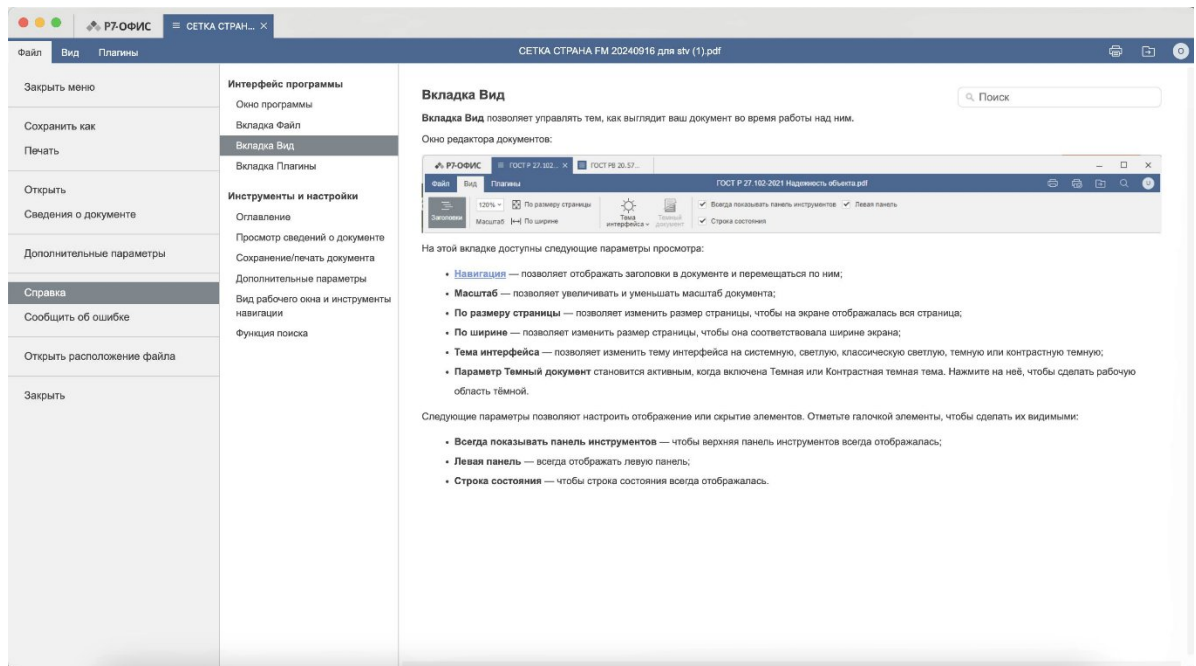 Р7-ОФИС
СЕТКА СТРАН...
Файл Вид Плагины
СЕТКА СТРАНА FM 20240916 для stv (1).pdf
О
Закрыть меню
Сохранить как
Печать
Открыть
Сведения о документе
Дополнительные параметры
Справка
Сообщить об ошибке
Открыть расположение файла
Закрыть
Интерфейс программы
Окно программы
Вкладка Файл
Вкладка Вид
Вкладка Плагины
Инструменты и настройки
Оглавление
Просмотр сведений о документе
Сохранение/печать документа
Дополнительные параметры
Вид рабочего окна и инструменты
навигации
Функция поиска
Вкладка Вид
Поиск
Вкладка Вид позволяет управлять тем, как выглядит ваш документ во время работы над ним.
Окно редактора документов:
Р7-ОФИС
ГОСТ Р 27.102...
ГОСТ РВ 20.57...
Файл Вид Плагины
ГОСТ Р 27.102-2021 Надежность объекта.pdf
Заголовки
120%
По размеру страницы
Масштаб
По ширине
Тема
интерфейса
Темный
документ
Всегда показывать панель инструментов
Левая панель
Строка состояния
На этой вкладке доступны следующие параметры просмотра:
• Навигация — позволяет отображать заголовки в документе и перемещаться по ним;
• Масштаб — позволяет увеличивать и уменьшать масштаб документа;
• По размеру страницы — позволяет изменить размер страницы, чтобы на экране отображалась вся страница;
• По ширине — позволяет изменить размер страницы, чтобы она соответствовала ширине экрана;
• Тема интерфейса — позволяет изменить тему интерфейса на системную, светлую, классическую светлую, темную или контрастную темную;
• Параметр Темный документ становится активным, когда включена Темная или Контрастная темная тема. Нажмите на неё, чтобы сделать рабочую
область тёмной.
Следующие параметры позволяют настроить отображение или скрытие элементов. Отметьте галочкой элементы, чтобы сделать их видимыми:
• Всегда показывать панель инструментов — чтобы верхняя панель инструментов всегда отображалась;
• Левая панель — всегда отображать левую панель;
• Строка состояния — чтобы строка состояния всегда отображалась.